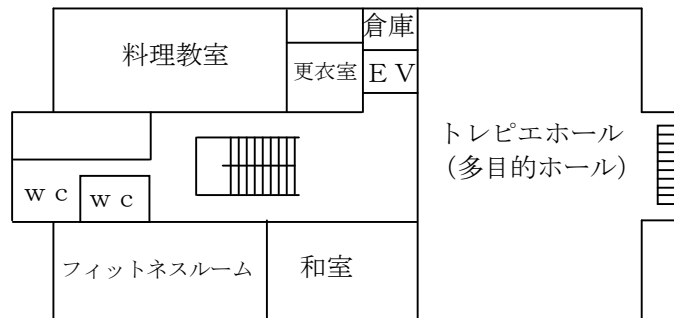 倉庫
料理教室
更衣室
ＥＶ
トレピエホール
（多目的ホール）
ｗｃ
ｗｃ
フィットネスルーム
和室